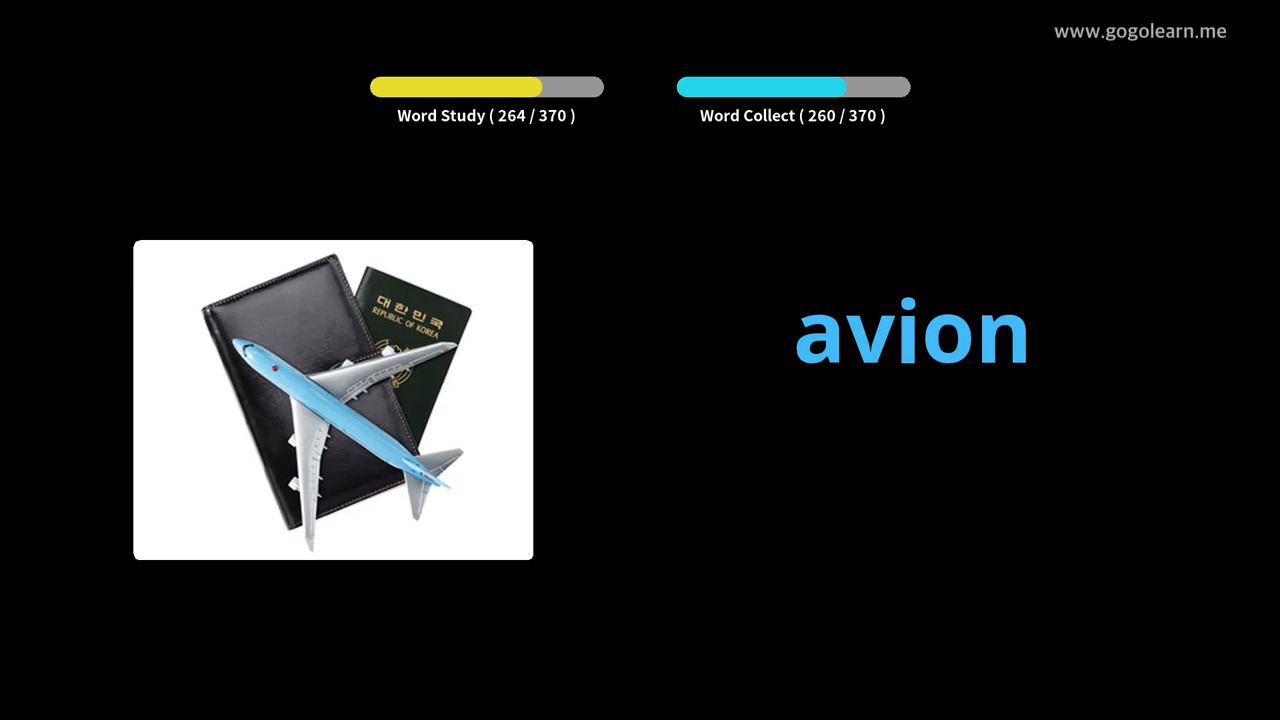 www.gogolearn.me
Word Study ( 264 / 370 )
Word Collect ( 260 / 370 )
대한민국
REPUBLIC OF KOREA
avion